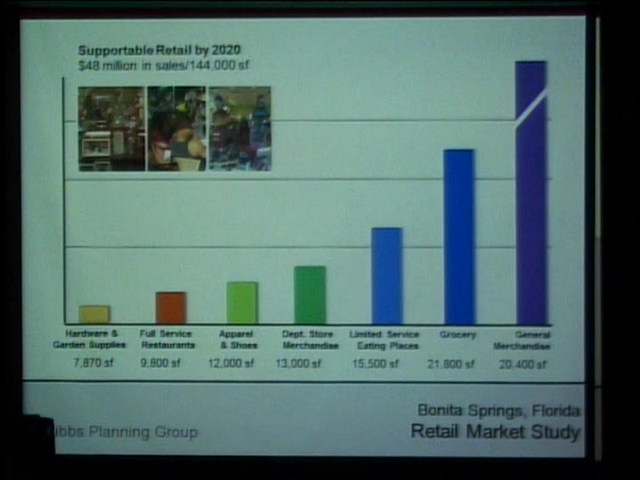 Supportable Retail by 2020
$48 million in sales/144,000 sf
Hardware & Garden Supplies
7,870 sf
Full Service Restaurants
9,800 sf
Apparel & Shoes
12,000 sf
Dept. Store Merchandise
13,000 sf
Limited Service Eating Places
15,500 sf
Grocery
21,800 sf
General Merchandise
20,400 sf
ibbs Planning Group
Bonita Springs, Florida
Retail Market Study